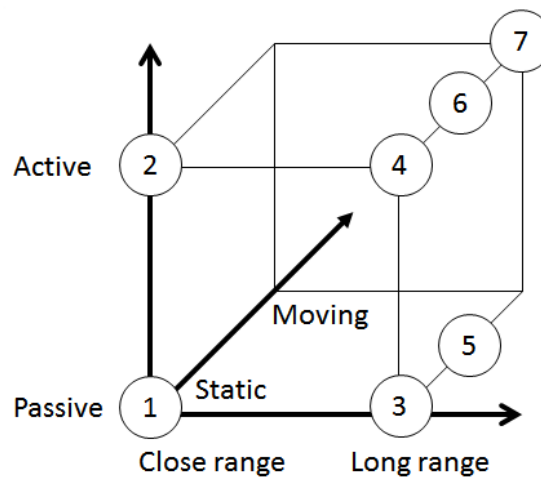 7
6
Active 2 4
Moving
5
Static
Passive 1 3
Close range Long range